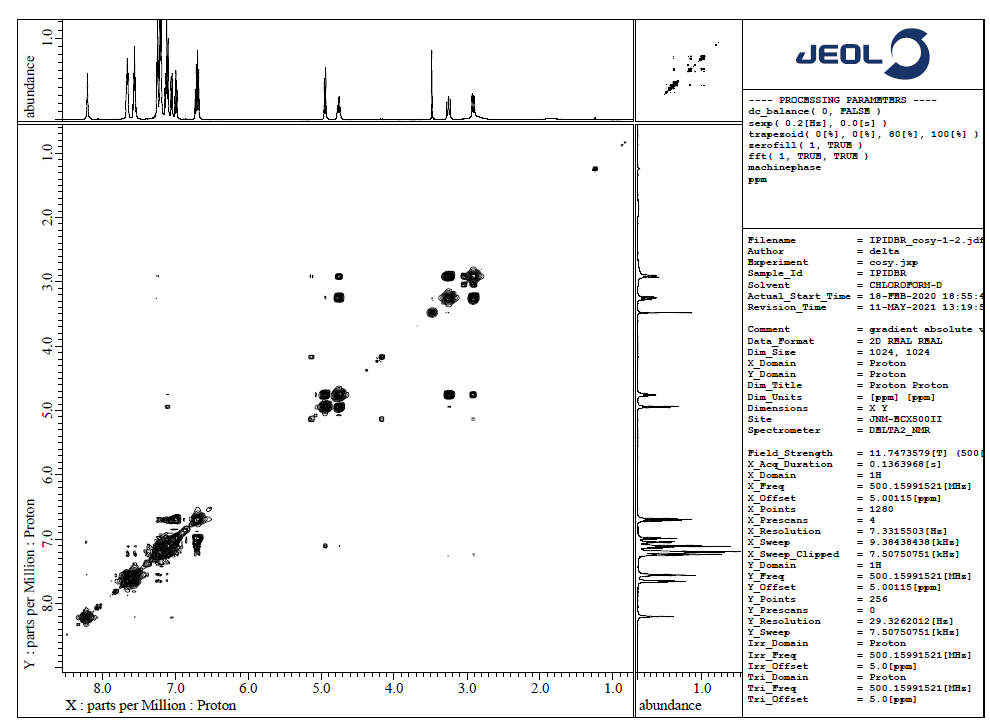 abundance
1.0
JEOL
---- PROCESSING PARAMETERS ----
dc_balance( 0, FALSE )
sexp( 0.2[Hz], 0.0[s] )
trapezoid( 0[%], 0[%], 80[%], 100[%] )
zerofill( 1, TRUE )
fft( 1, TRUE, TRUE )
machinephase
ppm
Filename = IPIDBR_cosy-1-2.jdf
Author = delta
Experiment = cosy.jxp
Sample_Id = IPIDBR
Solvent = CHLOROFORM-D
Actual_Start_Time = 18-FEB-2020 18:55:4
Revision_Time = 11-MAY-2021 13:19:5
Comment = gradient absolute v
Data_Format = 2D REAL REAL
Dim_Size = 1024, 1024
X_Domain = Proton
Y_Domain = Proton
Dim_Title = Proton Proton
Dim_Units = [ppm] [ppm]
Dimensions = X Y
Site = JNM-ECX500II
Spectrometer = DELTA2_NMR
Field_Strength = 11.7473579[T] (500[
X_Acq_Duration = 0.1363968[s]
X_Domain = 1H
X_Freq = 500.15991521[MHz]
X_Offset = 5.00115[ppm]
X_Points = 1280
X_Prescans = 4
X_Resolution = 7.3315503[Hz]
X_Sweep = 9.38438438[kHz]
X_Sweep_Clipped = 7.50750751[kHz]
Y_Domain = 1H
Y_Freq = 500.15991521[MHz]
Y_Offset = 5.00115[ppm]
Y_Points = 256
Y_Prescans = 0
Y_Resolution = 29.3262012[Hz]
Y_Sweep = 7.50750751[kHz]
Irr_Domain = Proton
Irr_Freq = 500.15991521[MHz]
Irr_Offset = 5.0[ppm]
Tri_Domain = Proton
Tri_Freq = 500.15991521[MHz]
Tri_Offset = 5.0[ppm]
Y : parts per Million : Proton
1.0
2.0
3.0
4.0
5.0
6.0
7.0
8.0
8.0 7.0 6.0 5.0 4.0 3.0 2.0 1.0
X : parts per Million : Proton
1.0
abundance